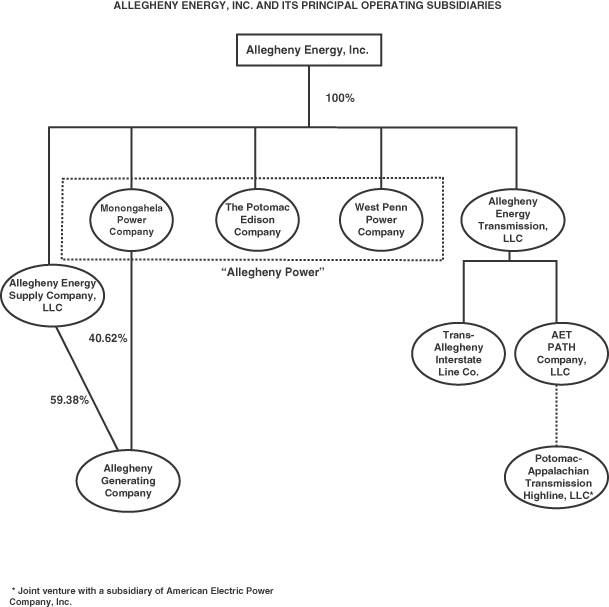 ALLEGHENY ENERGY, INC. AND ITS PRINCIPAL OPERATING SUBSIDIARIES
Allegheny Energy, Inc.
100%
Monongahela
Power
Company
The Potomac
Edison
Company
West Penn
Power
Company
Allegheny
Energy
Transmission,
LLC
“Allegheny Power”
Allegheny Energy
Supply Company,
LLC
40.62%
59.38%
Trans-
Allegheny
Interstate
Line Co.
AET
PATH
Company,
LLC
Allegheny
Generating
Company
Potomac-
Appalachian
Transmission
Highline, LLC*
* Joint venture with a subsidiary of American Electric Power
Company, Inc.